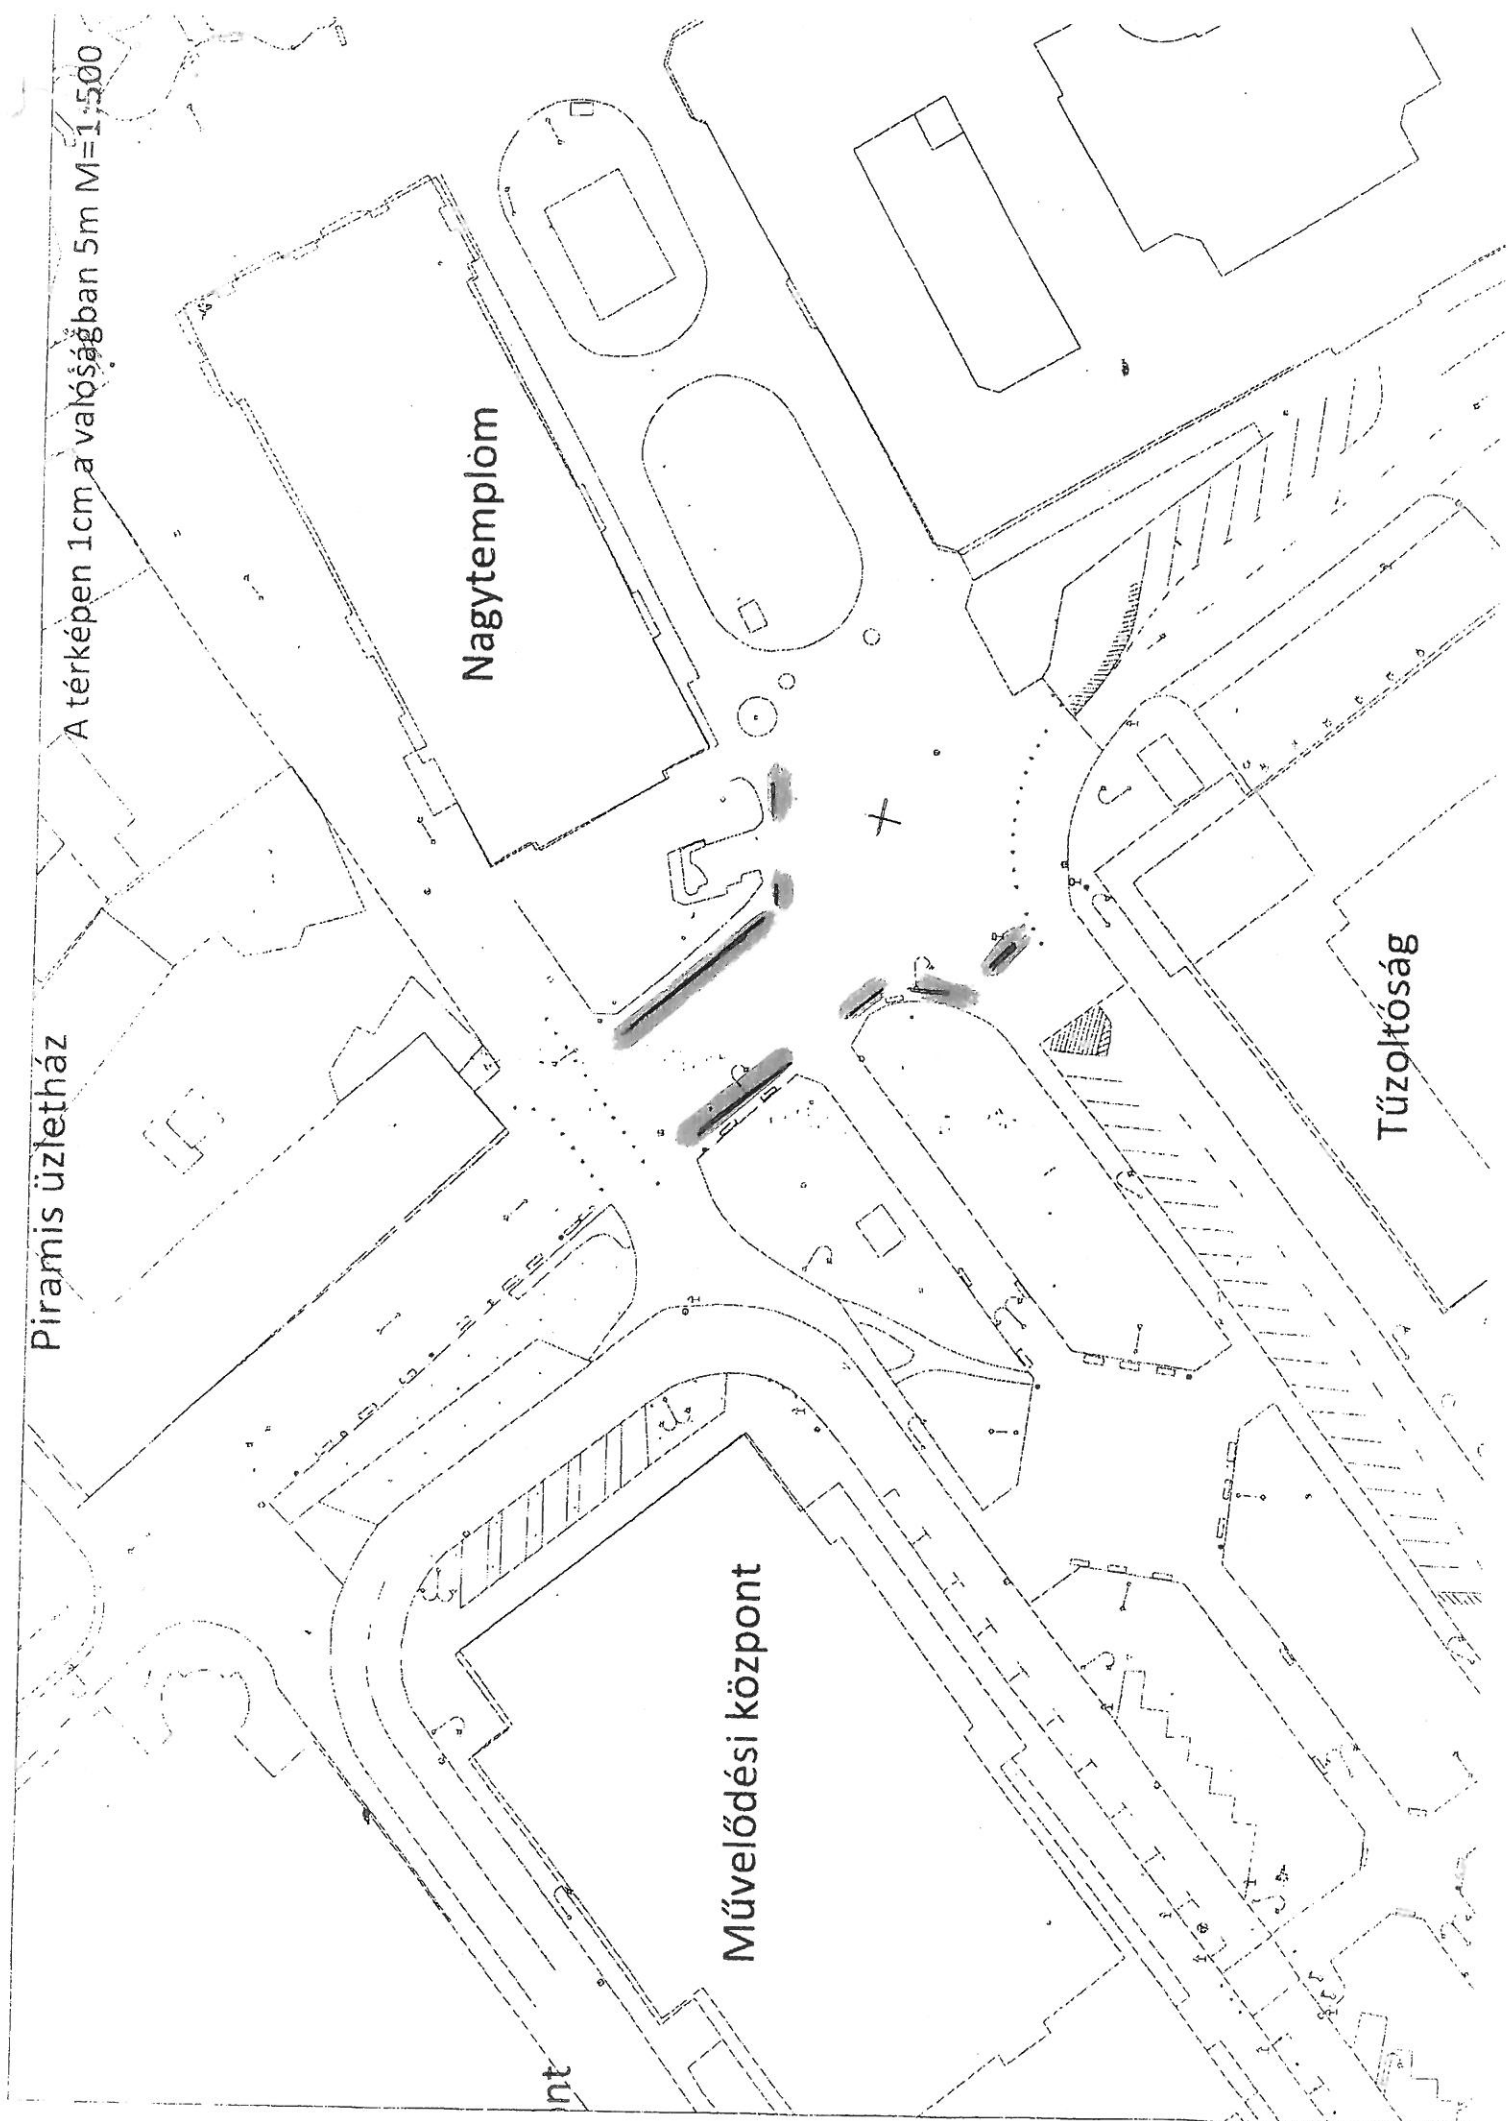 A térképen 1cm a valóságban 5m M=1:500
Piramis üzletház
Nagytemplom
Művelődési központ
Tűzoltóság
nt